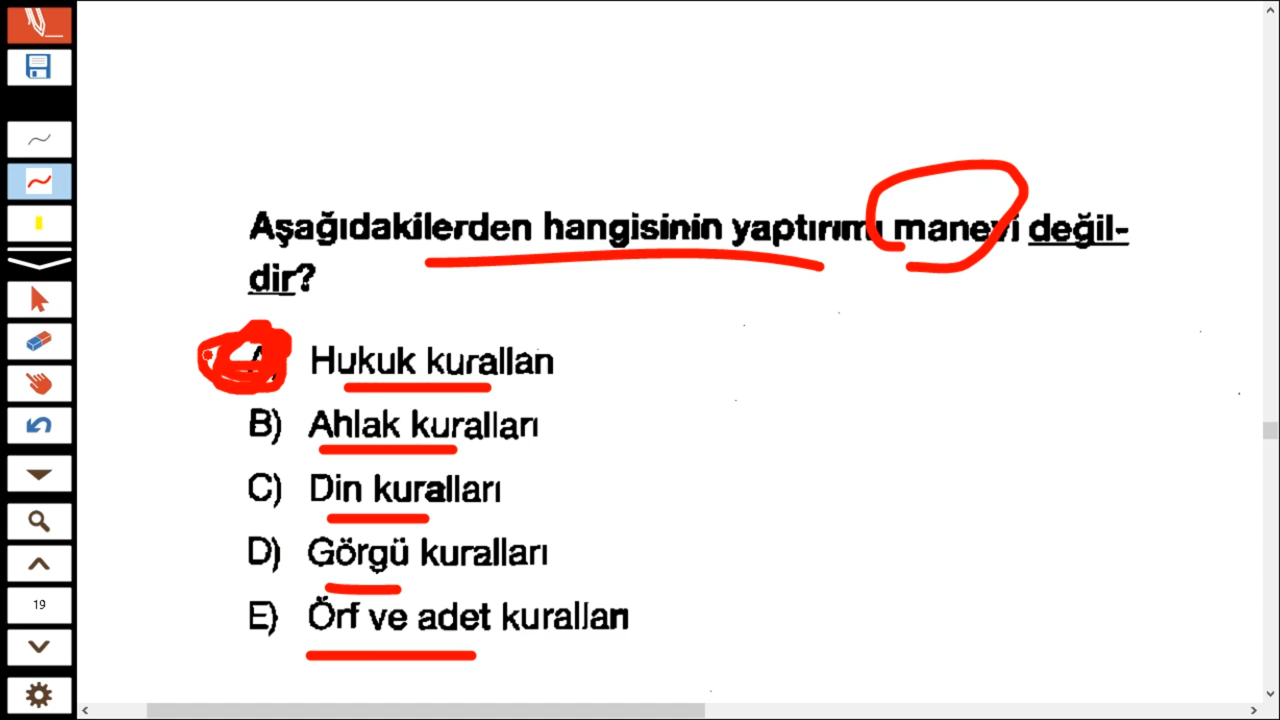 Aşağıdakilerden hangisinin yaptırımı manevi değil-
dir?
A) Hukuk kuralları
B) Ahlak kuralları
C) Din kuralları
D) Görgü kuralları
E) Örf ve adet kuralları
19